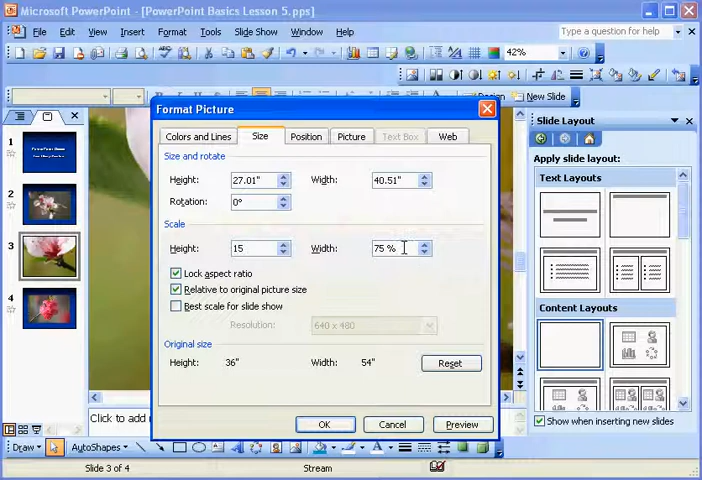 Microsoft PowerPoint - [PowerPoint Basics Lesson 5.pps]
File Edit View Insert Format Tools Slide Show Window Help
Type a question for help
42%
Design New Slide
Format Picture
Colors and Lines Size Position Picture Text Box Web
Size and rotate
Height: 27.01" Width: 40.51"
Rotation: 0°
Scale
Height: 15 Width: 75 %
Lock aspect ratio
Relative to original picture size
Best scale for slide show
Resolution: 640 x 480
Original size
Height: 36" Width: 54"
Reset
OK Cancel Preview
1
2
3
4
Slide Layout
Apply slide layout:
Text Layouts
Content Layouts
Show when inserting new slides
Click to add
Draw AutoShapes
Slide 3 of 4 Stream